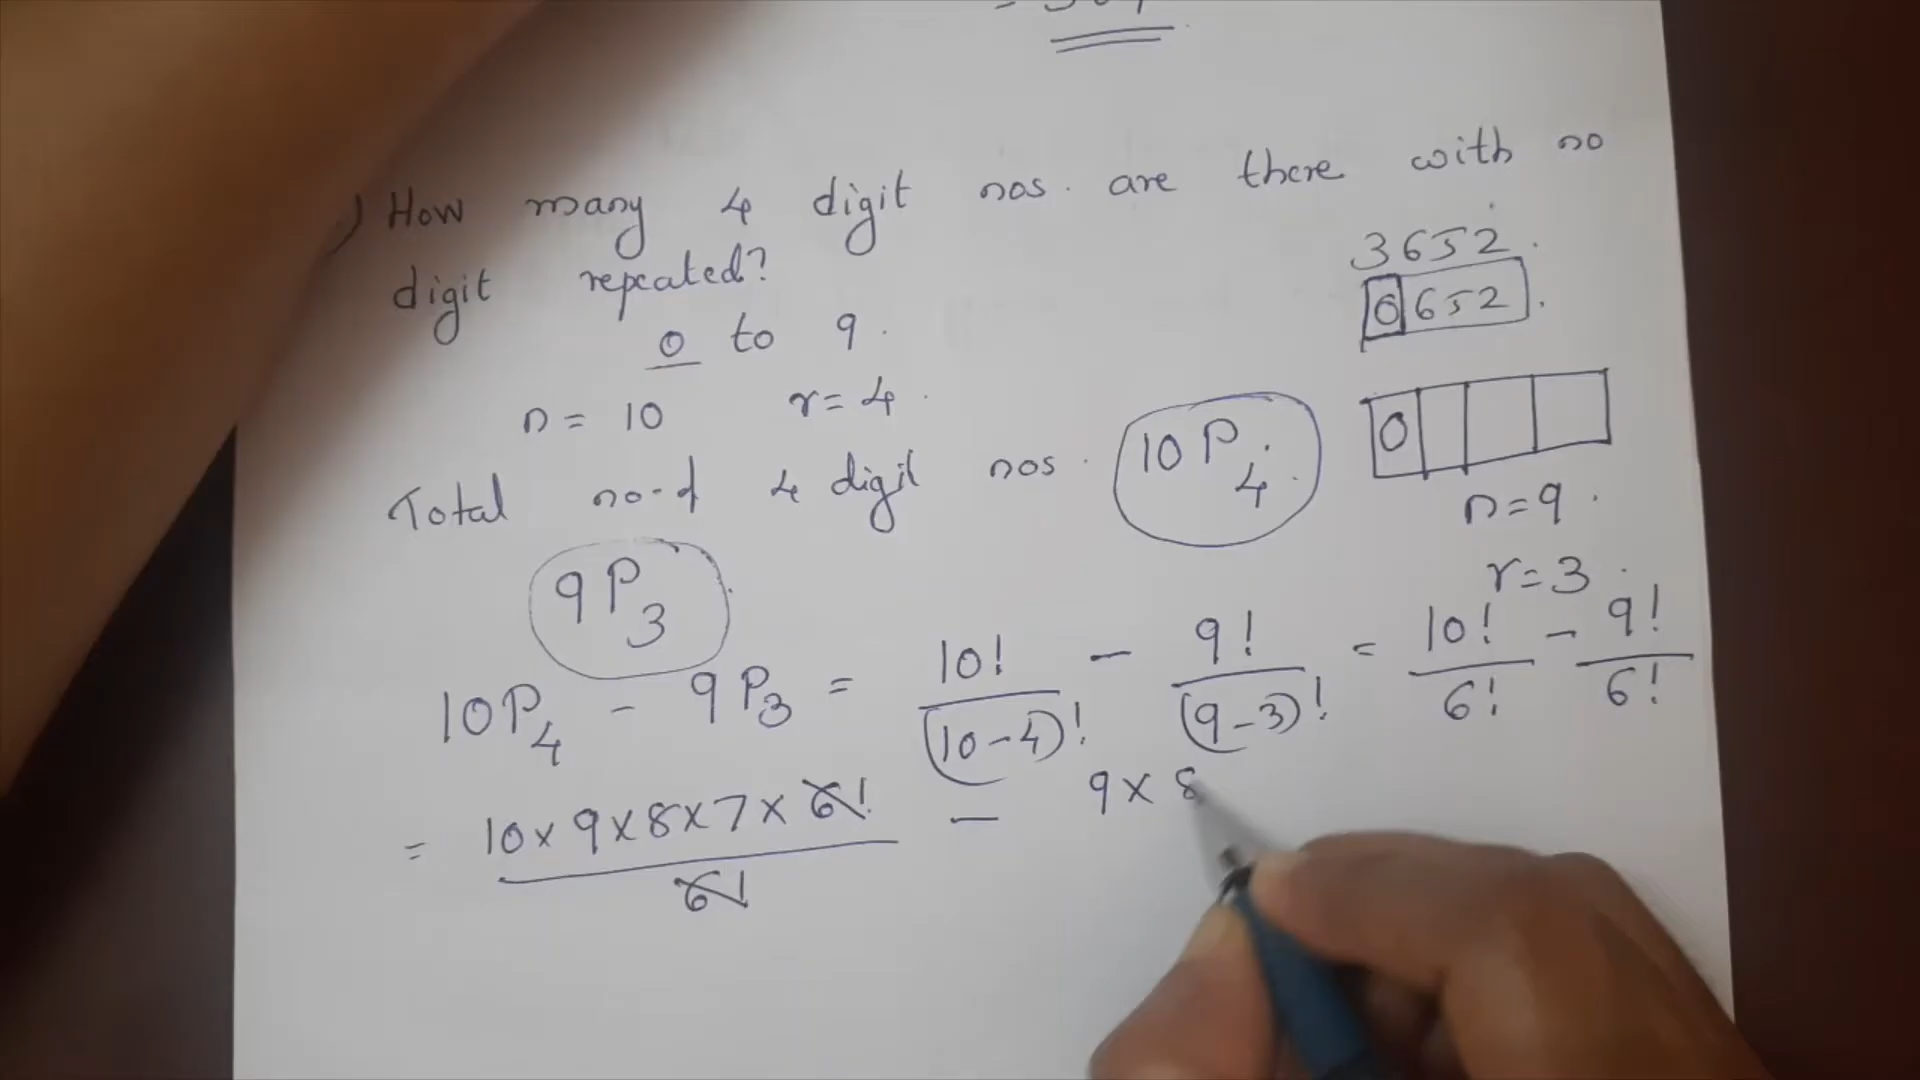 ) How many 4 digit nos. are there with no
digit repeated?
3652.
0652.
0 to 9.
n = 10 r = 4.
0
Total no. of 4 digit nos. 10P4.
n = 9.
9P3
r = 3.
10P4 - 9P3 = 10!/(10-4)! - 9!/(9-3)! = 10!/6! - 9!/6!
= 10 x 9 x 8 x 7 x 6!/6! - 9 x 8